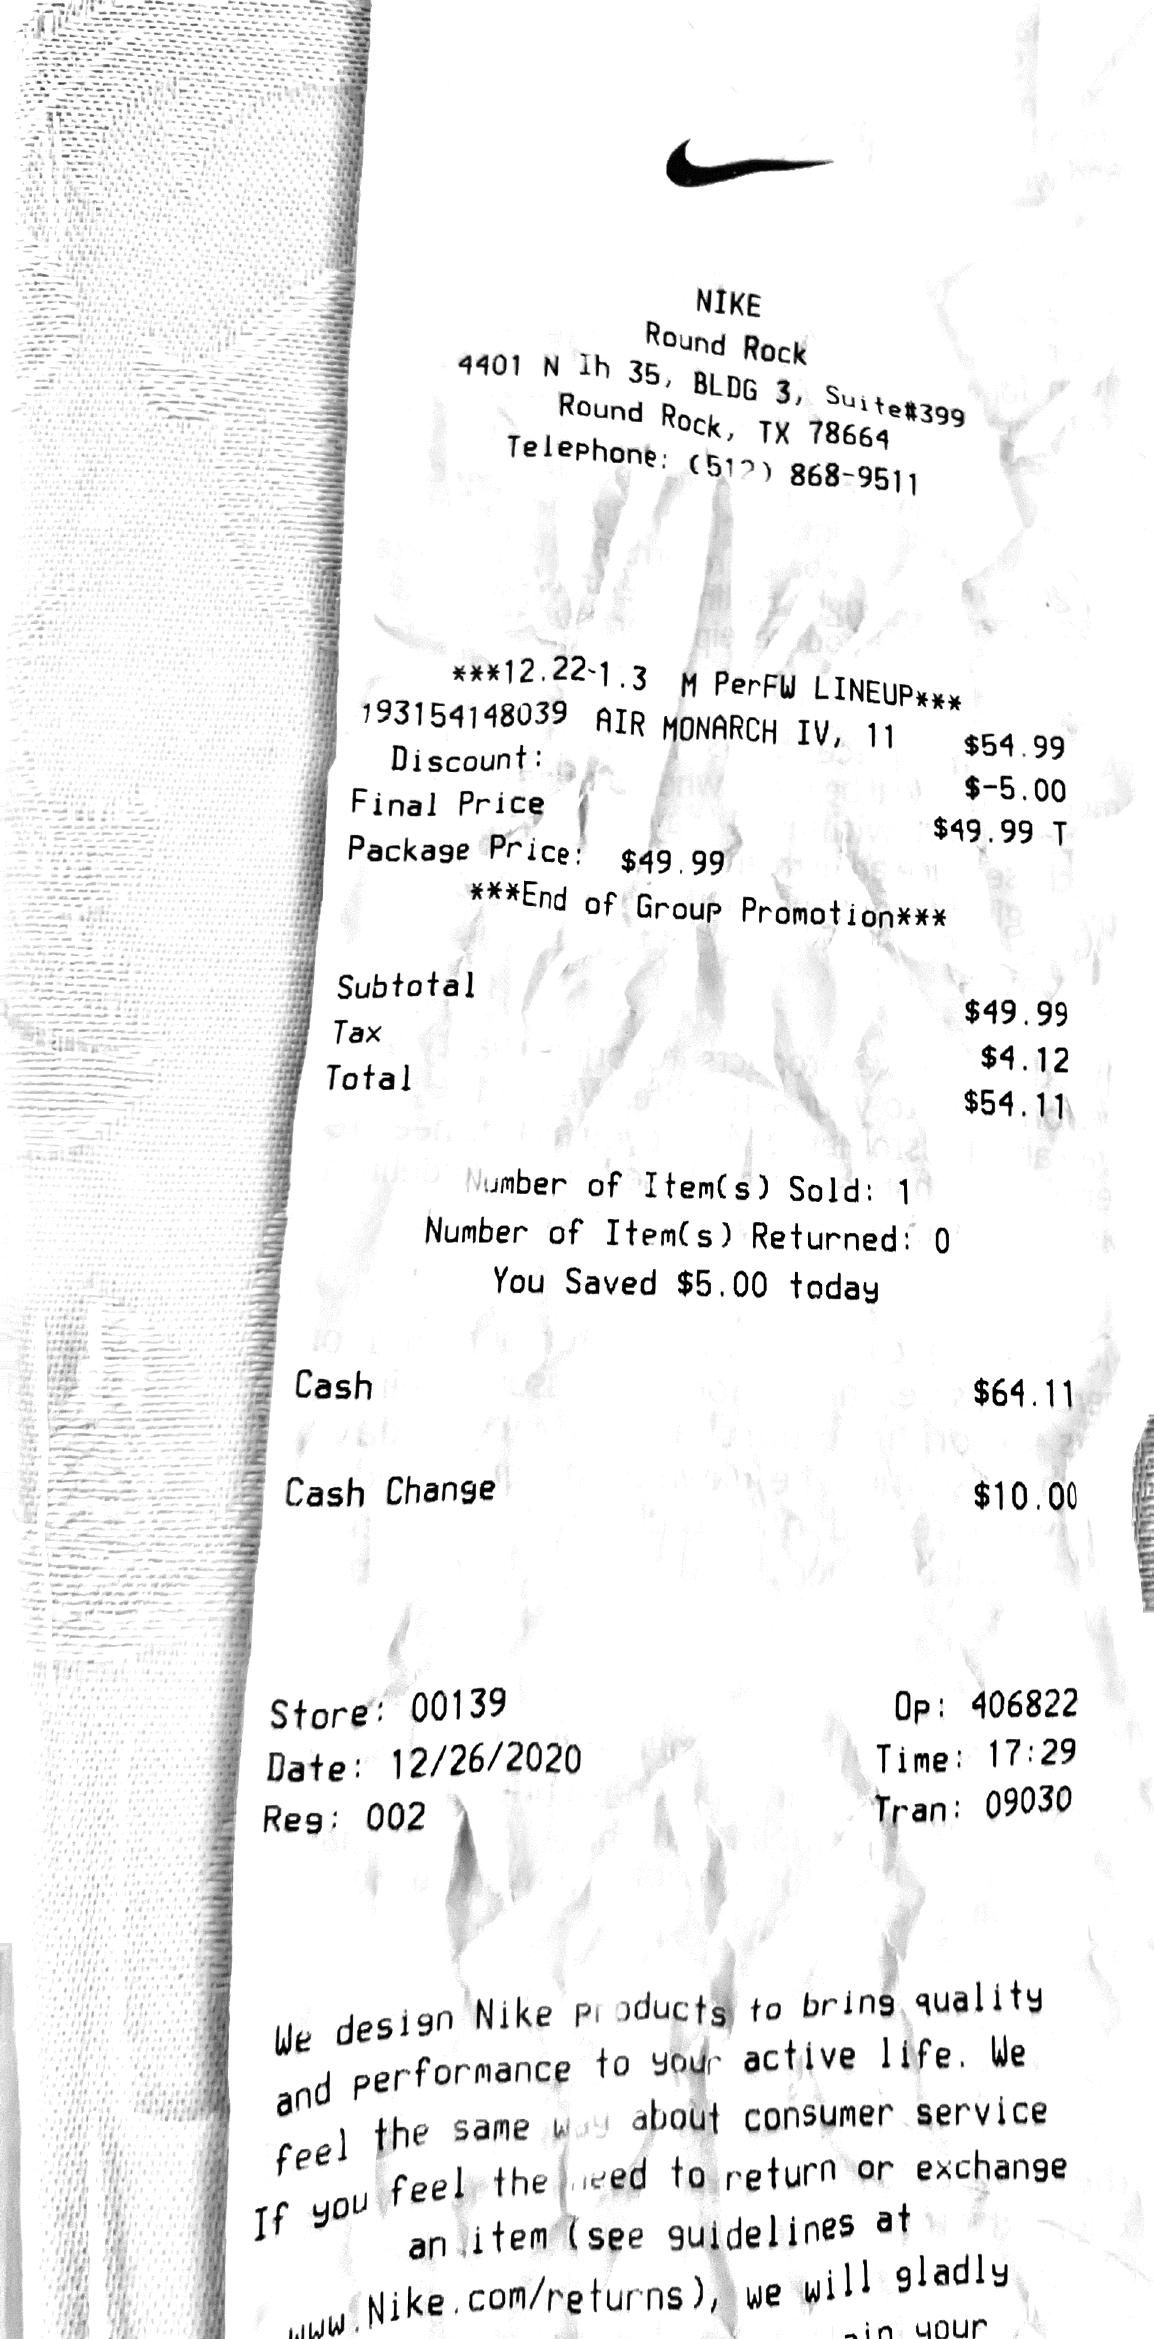 NIKE
Round Rock
4401 N Ih 35, BLDG 3, Suite#399
Round Rock, TX 78664
Telephone: (512) 868-9511
***12.22-1.3 M PerFW LINEUP***
193154148039 AIR MONARCH IV, 11 $54.99
Discount: $-5.00
Final Price $49.99 T
Package Price: $49.99
***End of Group Promotion***
Subtotal $49.99
Tax $4.12
Total $54.11
Number of Item(s) Sold: 1
Number of Item(s) Returned: 0
You Saved $5.00 today
Cash $64.11
Cash Change $10.00
Store: 00139 Op: 406822
Date: 12/26/2020 Time: 17:29
Reg: 002 Tran: 09030
We design Nike products to bring quality
and performance to your active life. We
feel the same way about consumer service
If you feel the need to return or exchange
an item (see guidelines at
www.Nike.com/returns), we will gladly
your